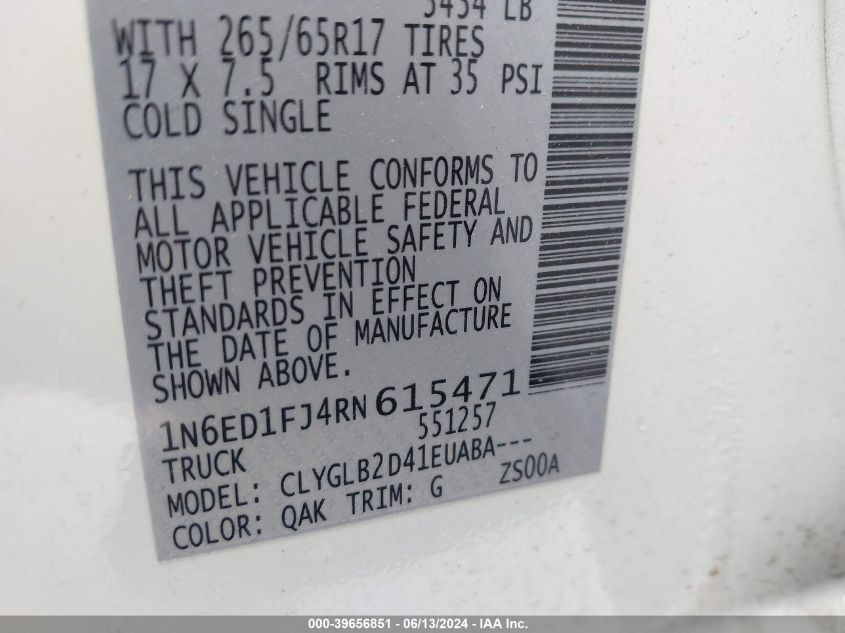 5454 LB
WITH 265/65R17 TIRES
17 X 7.5 RIMS AT 35 PSI
COLD SINGLE
THIS VEHICLE CONFORMS TO
ALL APPLICABLE FEDERAL
MOTOR VEHICLE SAFETY AND
THEFT PREVENTION
STANDARDS IN EFFECT ON
THE DATE OF MANUFACTURE
SHOWN ABOVE.
1N6ED1FJ4RN615471
TRUCK 551257
MODEL: CLYGLB2D41EUABA---
COLOR: QAK TRIM: G ZS00A
000-39656851 - 06/13/2024 - IAA Inc.